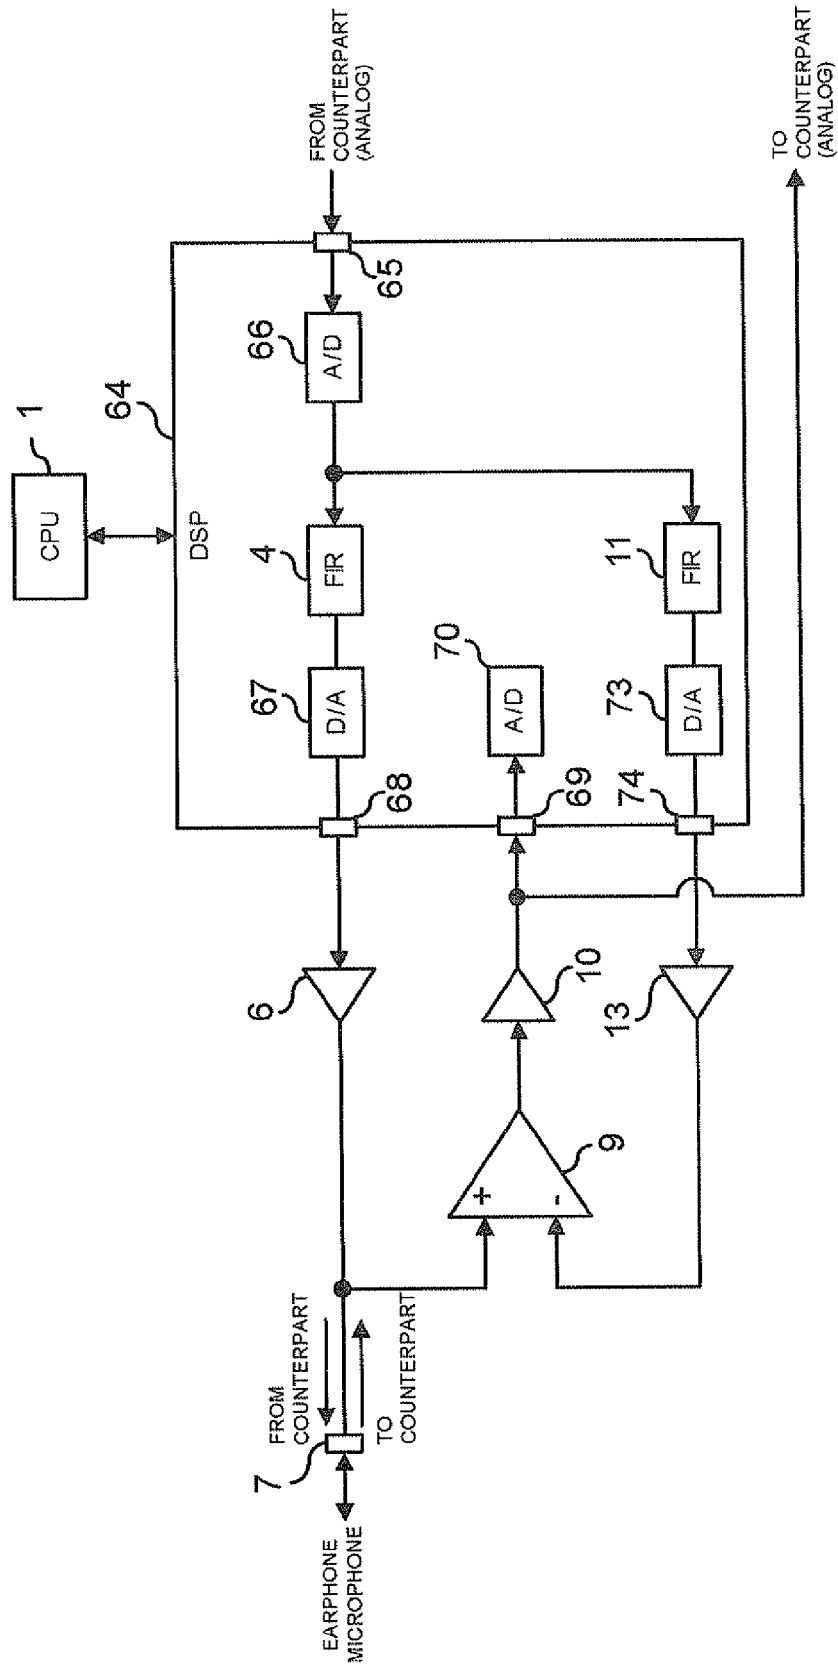 CPU
1
64
DSP
FROM
COUNTERPART
(ANALOG)
65
66
A/D
4
FIR
67
D/A
68
6
FROM
COUNTERPART
7
TO
COUNTERPART
EARPHONE
MICROPHONE
70
A/D
69
10
+
-
9
11
FIR
73
D/A
74
13
TO
COUNTERPART
(ANALOG)